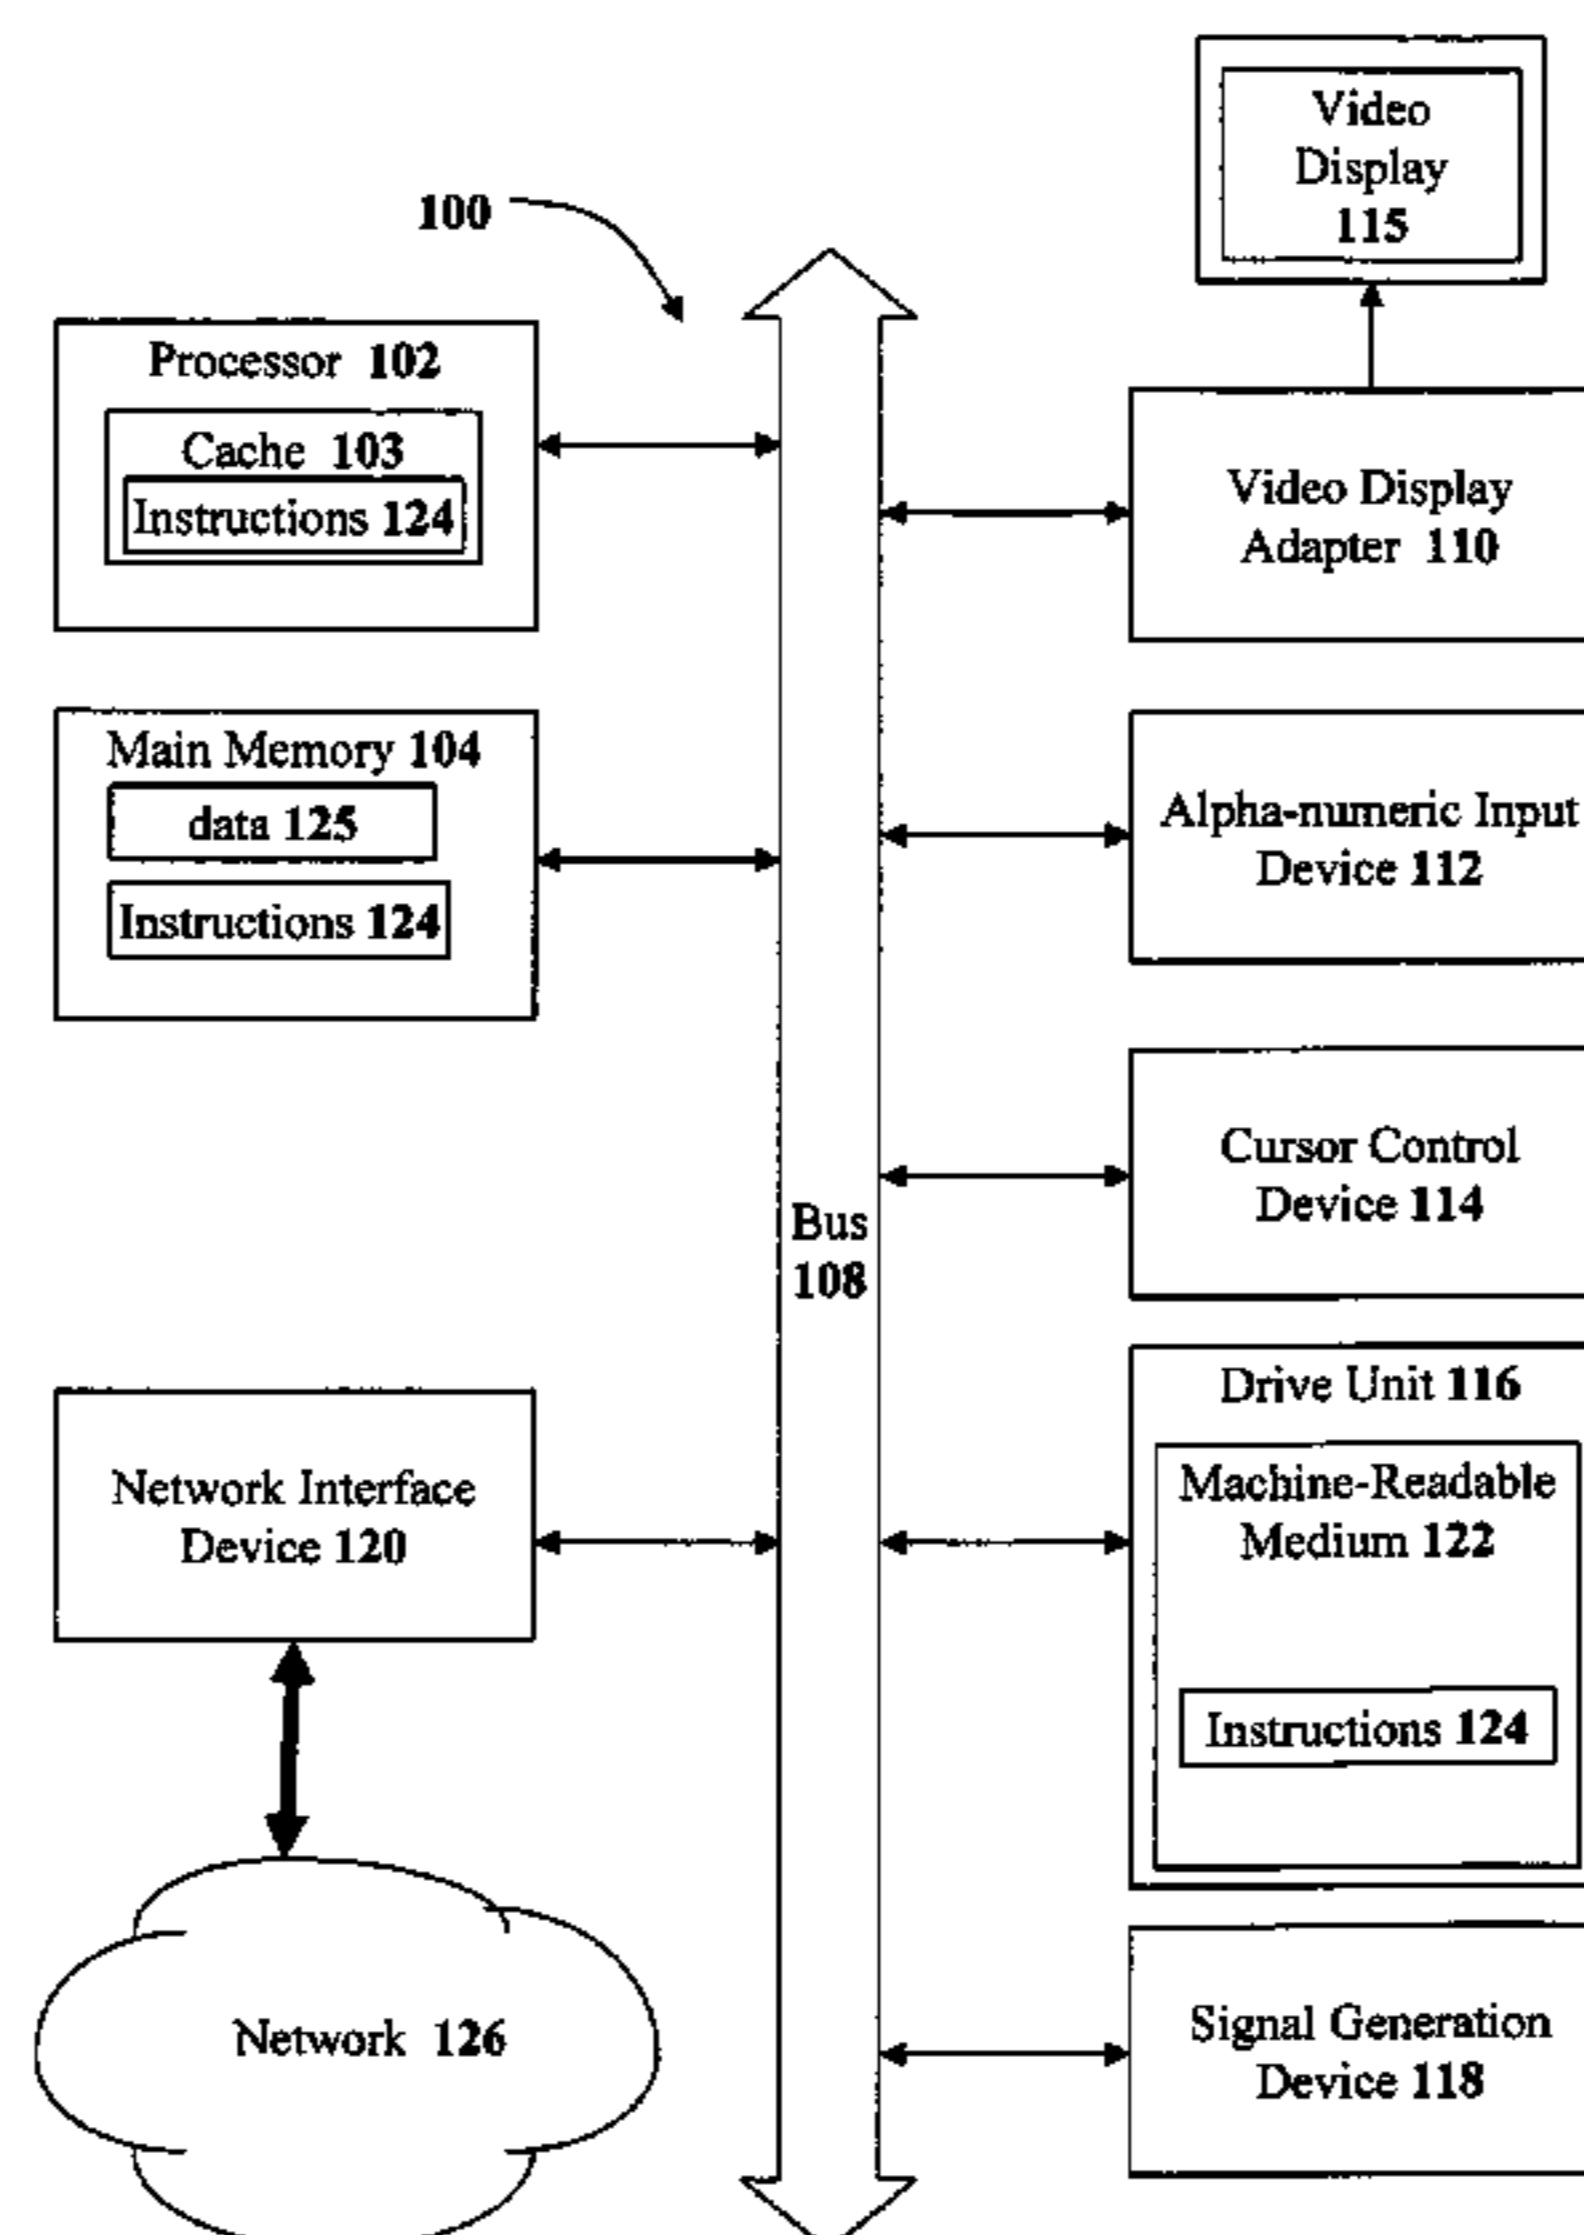 Video
Display
115
100
Processor 102
Cache 103
Instructions 124
Video Display
Adapter 110
Main Memory 104
data 125
Instructions 124
Alpha-numeric Input
Device 112
Cursor Control
Device 114
Bus
108
Drive Unit 116
Machine-Readable
Medium 122
Instructions 124
Network Interface
Device 120
Network 126
Signal Generation
Device 118